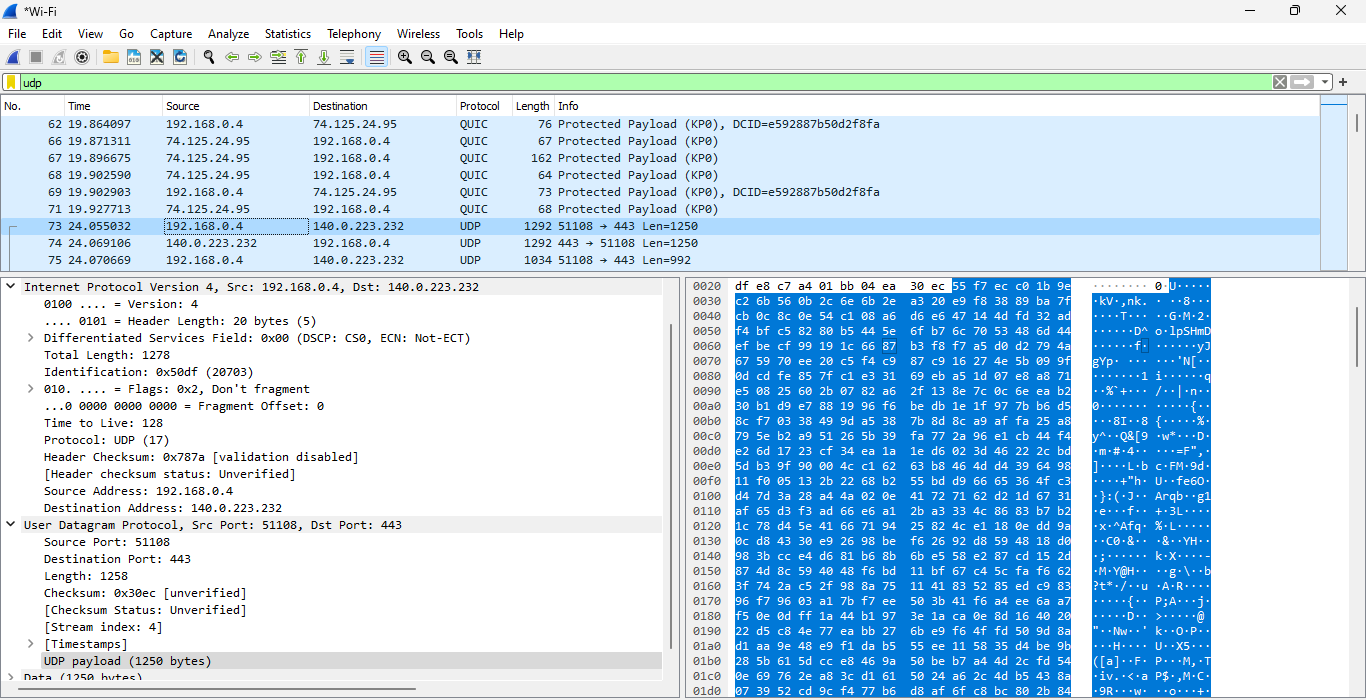 *Wi-Fi
File Edit View Go Capture Analyze Statistics Telephony Wireless Tools Help
udp
No. Time Source Destination Protocol Length Info
62 19.864097 192.168.0.4 74.125.24.95 QUIC 76 Protected Payload (KP0), DCID=e592887b50d2f8fa
66 19.871311 74.125.24.95 192.168.0.4 QUIC 67 Protected Payload (KP0)
67 19.896675 74.125.24.95 192.168.0.4 QUIC 162 Protected Payload (KP0)
68 19.902590 74.125.24.95 192.168.0.4 QUIC 64 Protected Payload (KP0)
69 19.902903 192.168.0.4 74.125.24.95 QUIC 73 Protected Payload (KP0), DCID=e592887b50d2f8fa
71 19.927713 74.125.24.95 192.168.0.4 QUIC 68 Protected Payload (KP0)
73 24.055032 192.168.0.4 140.0.223.232 UDP 1292 51108 → 443 Len=1250
74 24.069106 140.0.223.232 192.168.0.4 UDP 1292 443 → 51108 Len=1250
75 24.070669 192.168.0.4 140.0.223.232 UDP 1034 51108 → 443 Len=992
Internet Protocol Version 4, Src: 192.168.0.4, Dst: 140.0.223.232
0100 .... = Version: 4
.... 0101 = Header Length: 20 bytes (5)
Differentiated Services Field: 0x00 (DSCP: CS0, ECN: Not-ECT)
Total Length: 1278
Identification: 0x50df (20703)
010. .... = Flags: 0x2, Don't fragment
...0 0000 0000 0000 = Fragment Offset: 0
Time to Live: 128
Protocol: UDP (17)
Header Checksum: 0x787a [validation disabled]
[Header checksum status: Unverified]
Source Address: 192.168.0.4
Destination Address: 140.0.223.232
User Datagram Protocol, Src Port: 51108, Dst Port: 443
Source Port: 51108
Destination Port: 443
Length: 1258
Checksum: 0x30ec [unverified]
[Checksum Status: Unverified]
[Stream index: 4]
[Timestamps]
UDP payload (1250 bytes)
Data (1250 bytes)
0020 df e8 c7 a4 01 bb 04 ea 30 ec 55 f7 ec c0 1b 9e
0030 c2 6b 56 0b 2c 6e 6b 2e a3 20 e9 f8 38 89 ba 7f
0040 cb 0c 8c 0e 54 c1 08 a6 d6 e6 47 14 4d fd 32 ad
0050 f4 bf c5 82 80 b5 44 5e 6f b7 6c 70 53 48 6d 44
0060 ef be cf 99 19 1c 66 87 b3 f8 f7 a5 d0 d2 79 4a
0070 67 59 70 ee 20 c5 f4 c9 87 c9 16 27 4e 5b 09 9f
0080 0d cd fe 85 7f c1 e3 31 69 eb a5 1d 07 e8 a8 71
0090 e5 08 25 60 2b 07 82 a6 2f 13 8e 7c 0c 6e ea b2
00a0 30 b1 d9 e7 88 19 96 f6 be db 1e 1f 97 7b b6 d5
00b0 8c f7 03 38 49 9d a5 38 7b 8d 8c a9 af fa 25 a8
00c0 79 5e b2 a9 51 26 5b 39 fa 77 2a 96 e1 cb 44 f4
00d0 e2 6d 17 23 cf 34 ea 1a 1e d6 02 3d 46 22 2c bd
00e0 5d b3 9f 90 00 4c c1 62 63 b8 46 4d d4 39 64 98
00f0 11 f0 05 13 2b 22 68 b2 55 bd d9 66 65 36 4f c3
0100 d4 7d 3a 28 a4 4a 02 0e 41 72 71 62 d2 1d 67 31
0110 af 65 d3 f3 ad 66 e6 a1 2b a3 33 4c 86 83 b7 b2
0120 1c 78 d4 5e 41 66 71 94 25 82 4c e1 18 0e dd 9a
0130 0c d8 43 30 e9 26 98 be f6 26 92 d8 59 48 18 d0
0140 98 3b cc e4 d6 81 b6 8b 6b e5 58 e2 87 cd 15 2d
0150 87 4d 8c 59 40 48 f6 bd 11 bf 67 c4 5c fa f6 62
0160 3f 74 2a c5 2f 98 8a 75 11 41 83 52 85 ed c9 83
0170 96 f7 96 03 a1 7b f7 ee 50 3b 41 f6 a4 ee 6a a7
0180 f5 0e 0d ff 1a 44 b1 97 3e 1a ca 0e 8d 16 40 20
0190 22 d5 c8 4e 77 ea bb 27 6b e9 f6 4f fd 50 9d 8a
01a0 d1 aa 9e 48 e9 f1 da b5 55 ee 11 58 35 d4 be 9b
01b0 28 5b 61 5d cc e8 46 9a 50 be b7 a4 4d 2c fd 54
01c0 0e 69 76 2e a8 3c d1 61 50 24 a6 2c 4d b5 43 8a
01d0 07 39 52 cd 9c f4 77 b6 d8 af 6f c8 bc 80 2b 84